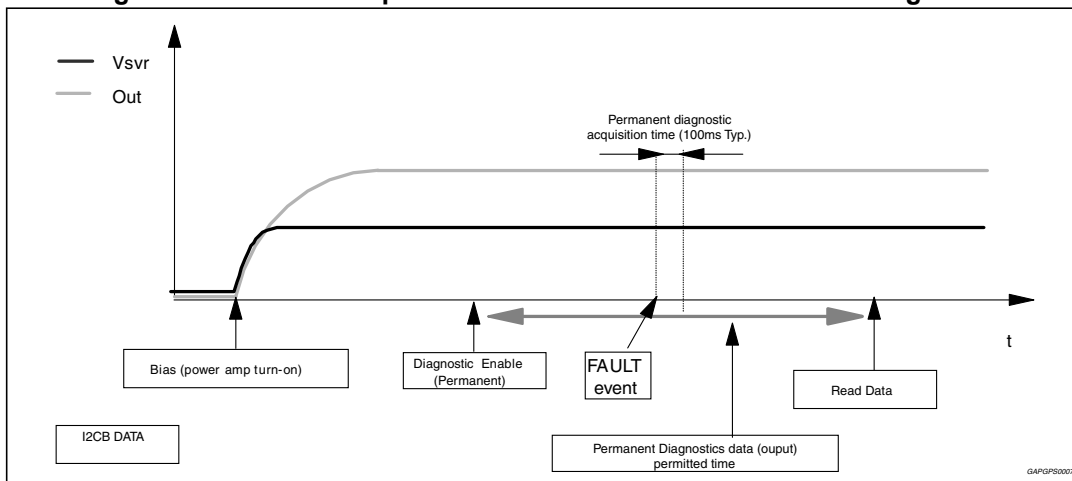 Vsvr
Out
Permanent diagnostic
acquisition time (100ms Typ.)
t
Bias (power amp turn-on)
Diagnostic Enable
(Permanent)
FAULT
event
Read Data
I2CB DATA
Permanent Diagnostics data (ouput)
permitted time
GAPGPS0007